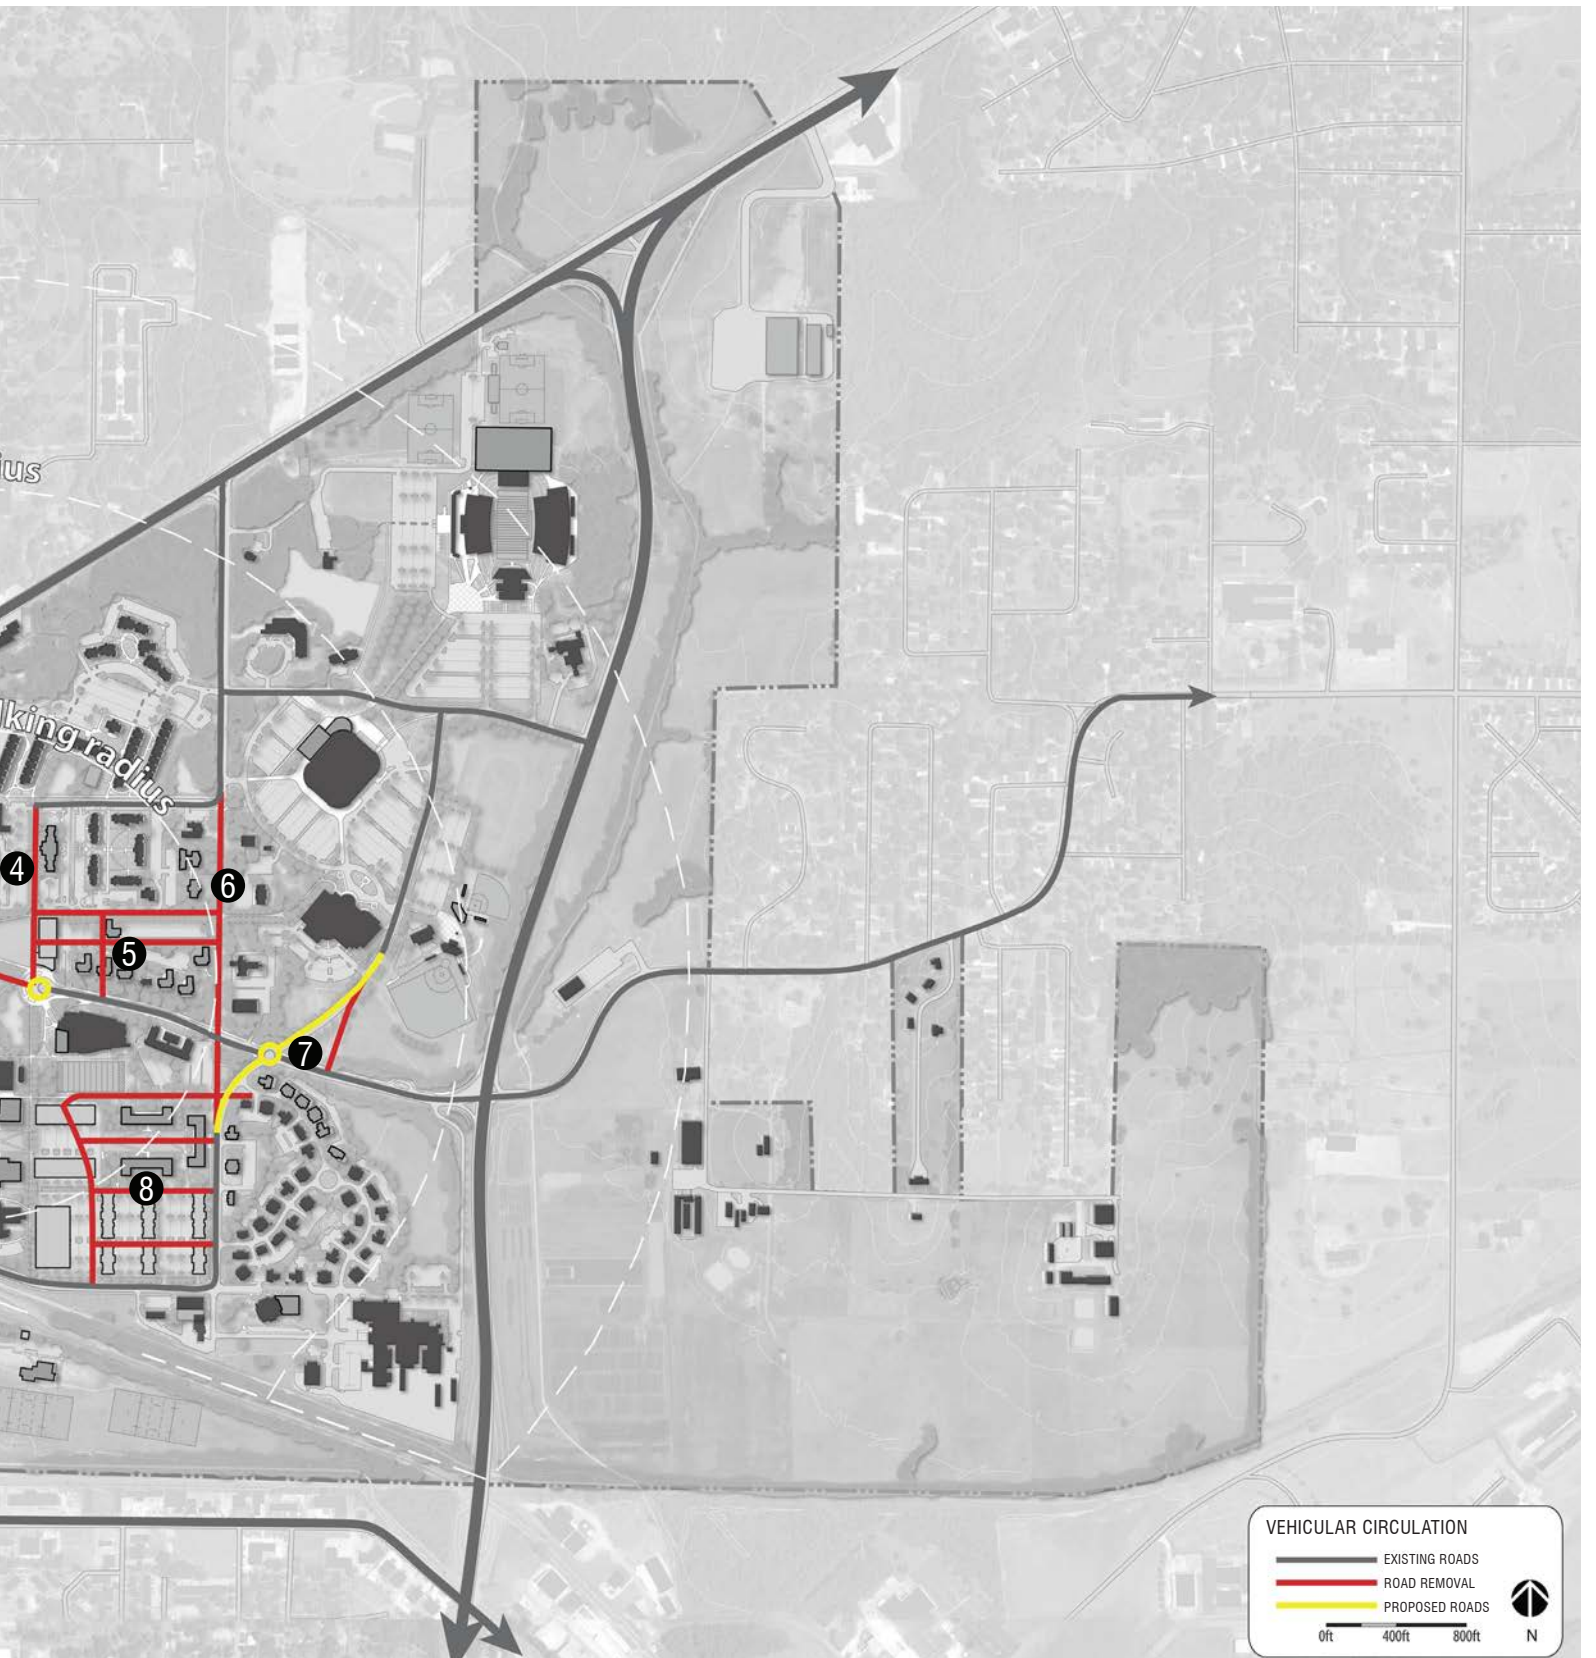 ius
lking radius
4
6
5
7
8
VEHICULAR CIRCULATION
EXISTING ROADS
ROAD REMOVAL
PROPOSED ROADS
0ft 400ft 800ft N